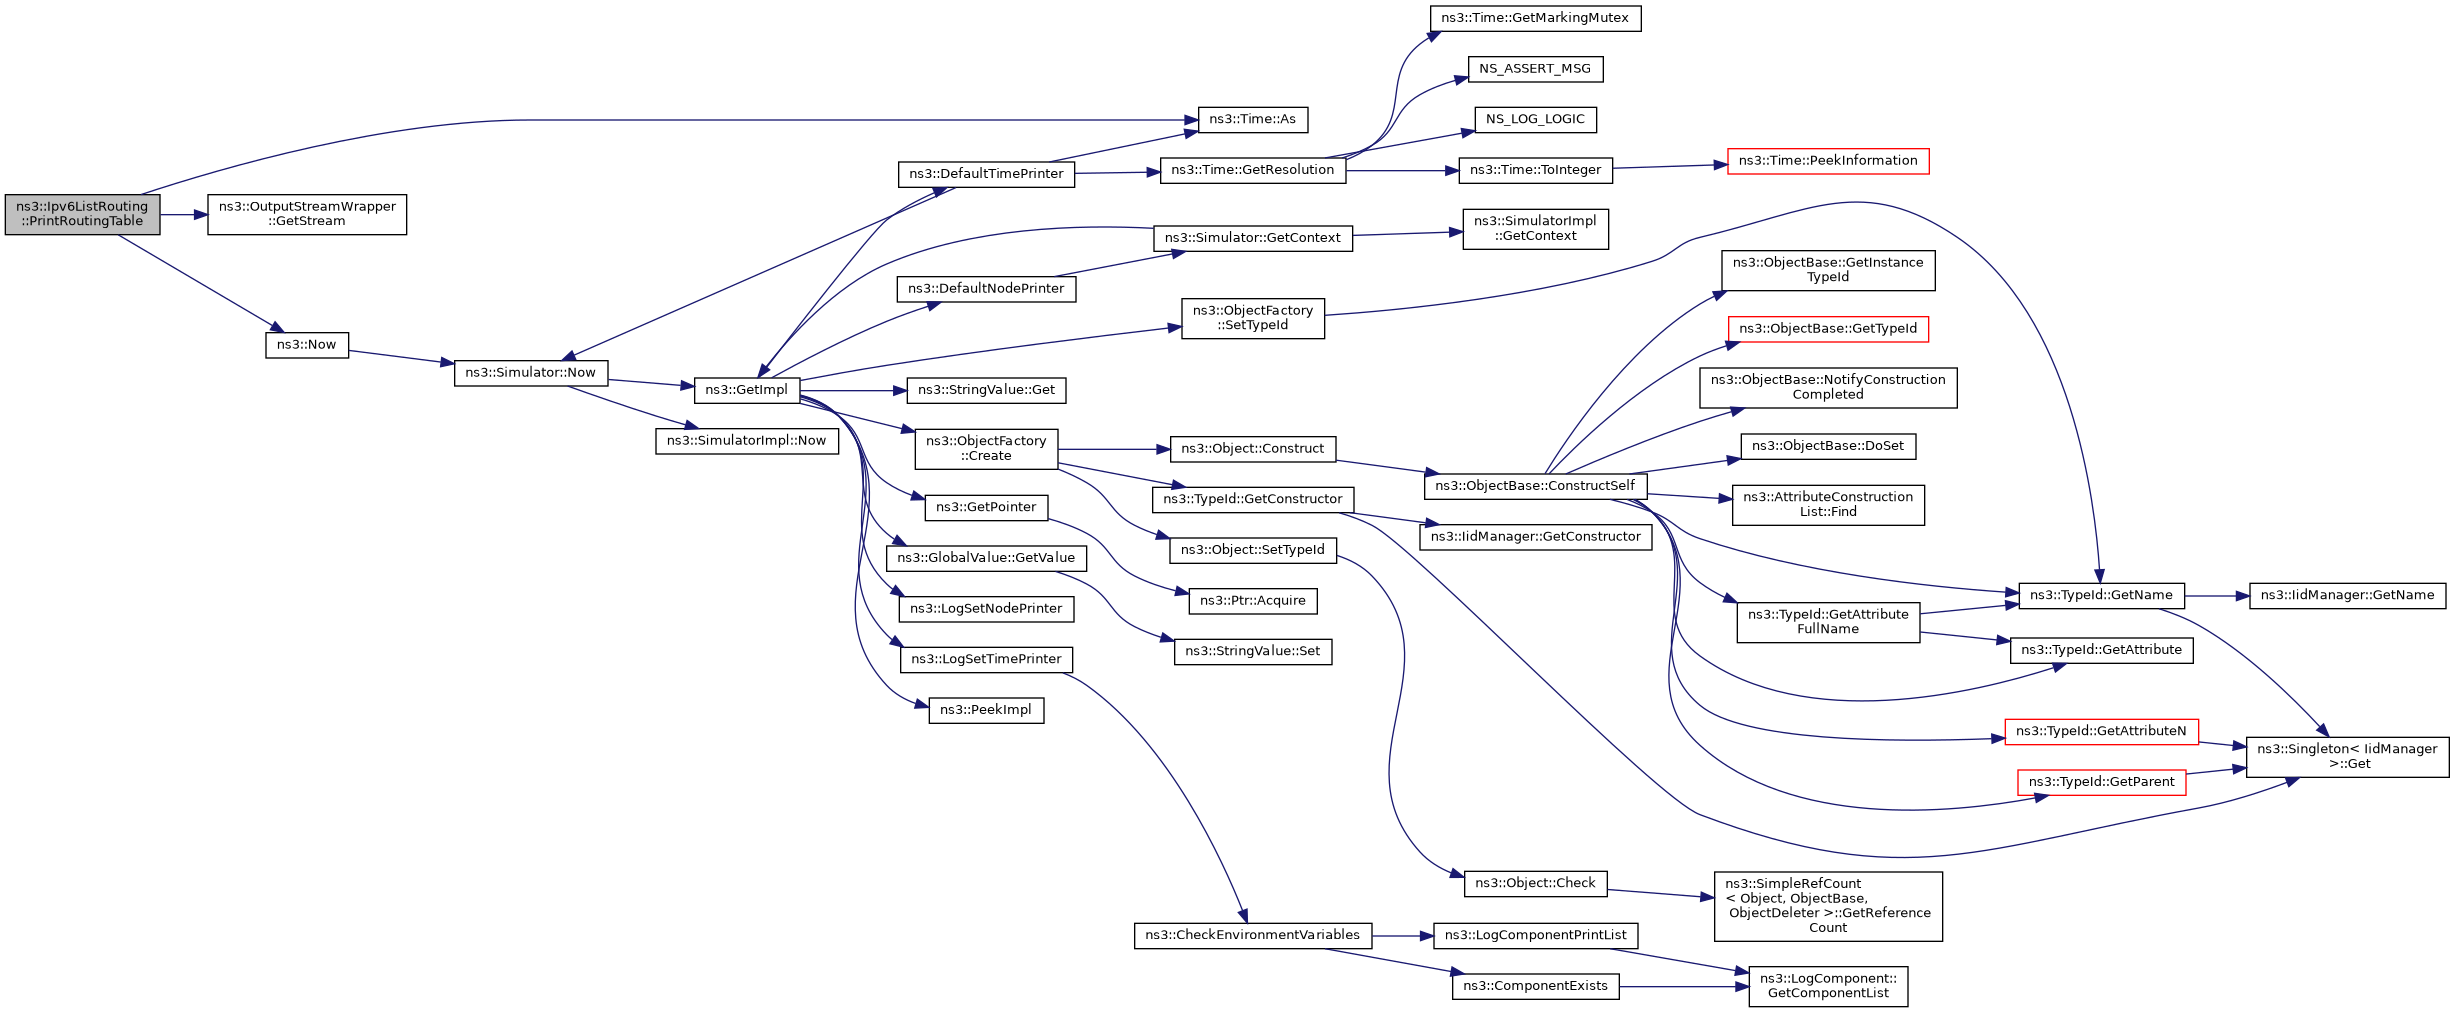 ns3::Ipv6ListRouting
::PrintRoutingTable
ns3::OutputStreamWrapper
::GetStream
ns3::Now
ns3::Simulator::Now
ns3::SimulatorImpl::Now
ns3::GetImpl
ns3::DefaultTimePrinter
ns3::DefaultNodePrinter
ns3::StringValue::Get
ns3::ObjectFactory
::Create
ns3::GetPointer
ns3::GlobalValue::GetValue
ns3::LogSetNodePrinter
ns3::LogSetTimePrinter
ns3::PeekImpl
ns3::Time::As
ns3::Time::GetResolution
ns3::Simulator::GetContext
ns3::ObjectFactory
::SetTypeId
ns3::Object::Construct
ns3::TypeId::GetConstructor
ns3::Object::SetTypeId
ns3::Ptr::Acquire
ns3::StringValue::Set
ns3::CheckEnvironmentVariables
ns3::Time::GetMarkingMutex
NS_ASSERT_MSG
NS_LOG_LOGIC
ns3::Time::ToInteger
ns3::SimulatorImpl
::GetContext
ns3::ObjectBase::ConstructSelf
ns3::IidManager::GetConstructor
ns3::Object::Check
ns3::LogComponentPrintList
ns3::ComponentExists
ns3::Time::PeekInformation
ns3::ObjectBase::GetInstance
TypeId
ns3::ObjectBase::GetTypeId
ns3::ObjectBase::NotifyConstruction
Completed
ns3::ObjectBase::DoSet
ns3::AttributeConstruction
List::Find
ns3::TypeId::GetAttribute
FullName
ns3::SimpleRefCount
< Object, ObjectBase,
ObjectDeleter >::GetReference
Count
ns3::LogComponent::
GetComponentList
ns3::TypeId::GetName
ns3::TypeId::GetAttribute
ns3::TypeId::GetAttributeN
ns3::TypeId::GetParent
ns3::IidManager::GetName
ns3::Singleton< IidManager
>::Get